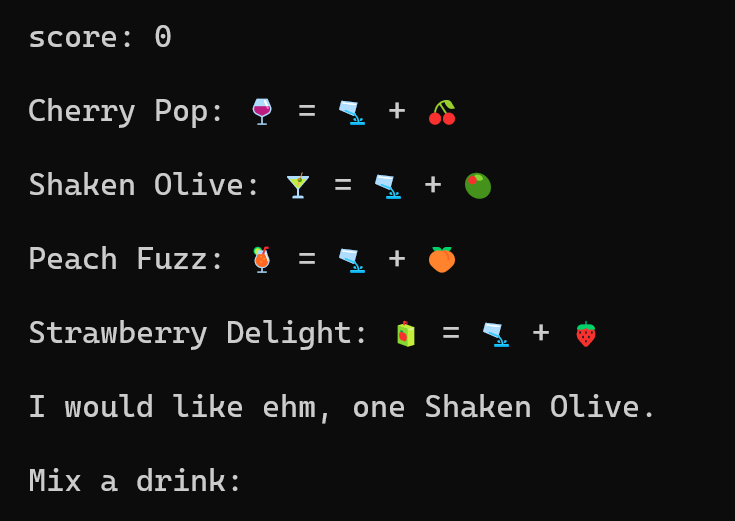 score: 0
Cherry Pop: 🍷 = 🫗 + 🍒
Shaken Olive: 🍸 = 🫗 + 🫒
Peach Fuzz: 🍹 = 🫗 + 🍑
Strawberry Delight: 🧃 = 🫗 + 🍓
I would like ehm, one Shaken Olive.
Mix a drink: